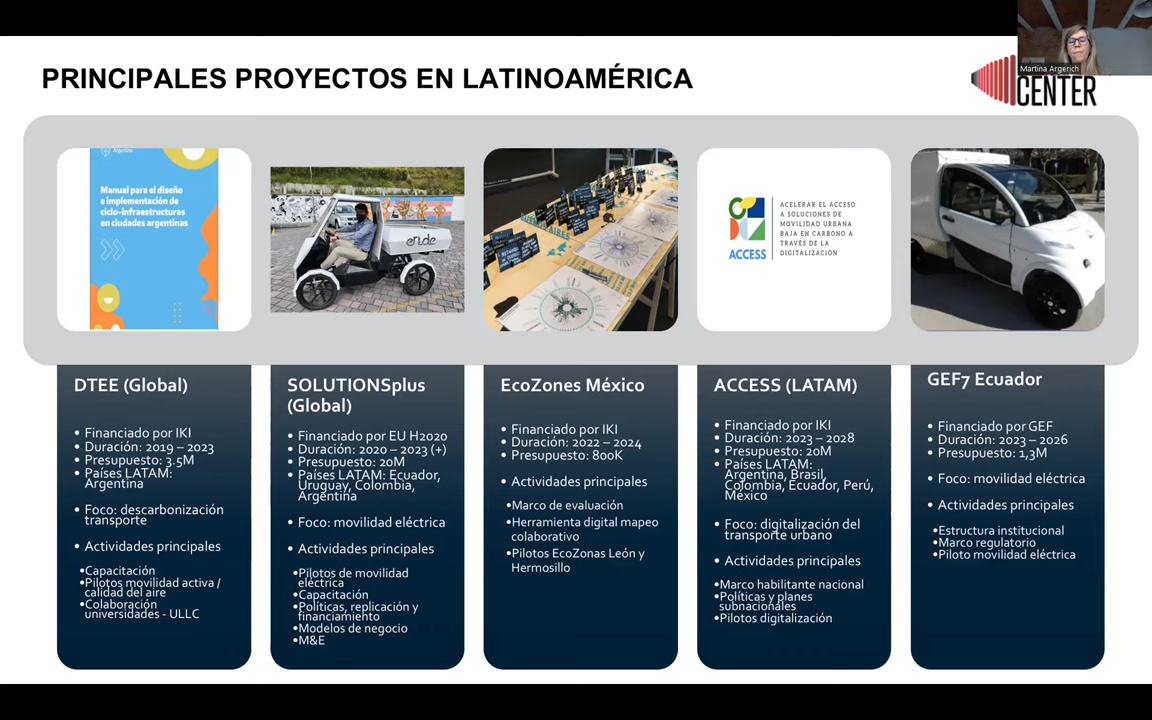 PRINCIPALES PROYECTOS EN LATINOAMÉRICA
Martina Argerich
CENTER
Argentina
Manual para el diseño
e implementación de
ciclo-infraestructuras
en ciudades argentinas
ACCESS
ACELERAR EL ACCESO
A SOLUCIONES DE
MOVILIDAD URBANA
BAJA EN CARBONO A
TRAVÉS DE LA
DIGITALIZACIÓN
DTEE (Global)
• Financiado por IKI
• Duración: 2019 – 2023
• Presupuesto: 3.5M
• Países LATAM:
Argentina
• Foco: descarbonización
transporte
• Actividades principales
•Capacitación
•Pilotos movilidad activa /
calidad del aire
•Colaboración
universidades - ULLC
SOLUTIONSplus
(Global)
• Financiado por EU H2020
• Duración: 2020 – 2023 (+)
• Presupuesto: 20M
• Países LATAM: Ecuador,
Uruguay, Colombia,
Argentina
• Foco: movilidad eléctrica
• Actividades principales
•Pilotos de movilidad
eléctrica
•Capacitación
•Políticas, replicación y
financiamiento
•Modelos de negocio
•M&E
EcoZones México
• Financiado por IKI
• Duración: 2022 – 2024
• Presupuesto: 800K
• Actividades principales
•Marco de evaluación
•Herramienta digital mapeo
colaborativo
•Pilotos EcoZonas León y
Hermosillo
ACCESS (LATAM)
• Financiado por IKI
• Duración: 2023 – 2028
• Presupuesto: 20M
• Países LATAM:
Argentina, Brasil,
Colombia, Ecuador, Perú,
México
• Foco: digitalización del
transporte urbano
• Actividades principales
•Marco habilitante nacional
•Políticas y planes
subnacionales
•Pilotos digitalización
GEF7 Ecuador
• Financiado por GEF
• Duración: 2023 – 2026
• Presupuesto: 1,3M
• Foco: movilidad eléctrica
• Actividades principales
•Estructura institucional
•Marco regulatorio
•Piloto movilidad eléctrica